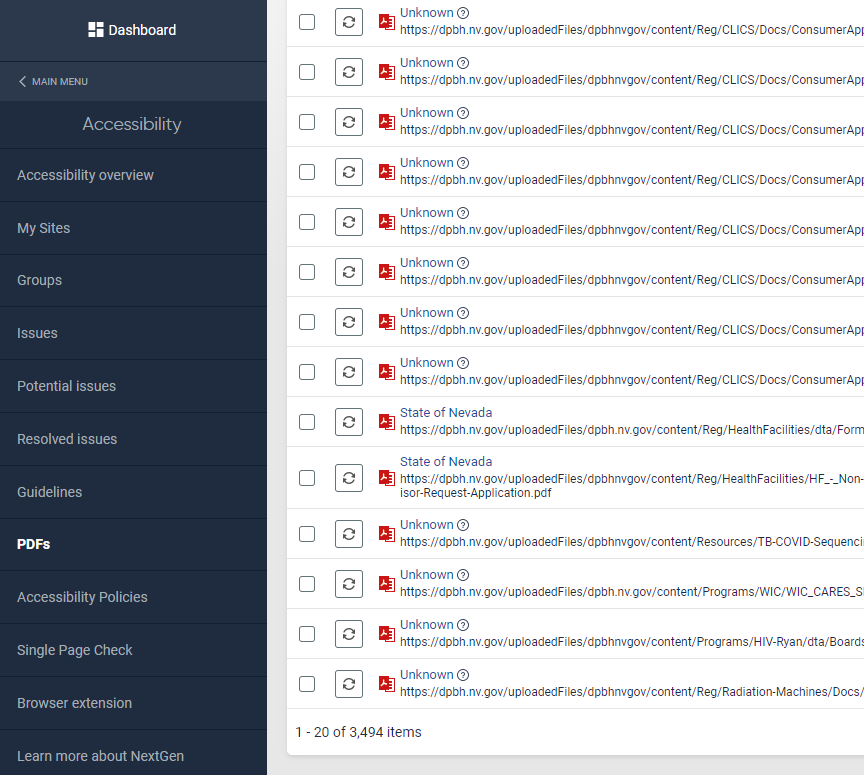 Dashboard
MAIN MENU
Accessibility
Accessibility overview
My Sites
Groups
Issues
Potential issues
Resolved issues
Guidelines
PDFs
Accessibility Policies
Single Page Check
Browser extension
Learn more about NextGen
Unknown
https://dpbh.nv.gov/uploadedFiles/dpbhnvgov/content/Reg/CLICS/Docs/ConsumerApp
Unknown
https://dpbh.nv.gov/uploadedFiles/dpbhnvgov/content/Reg/CLICS/Docs/ConsumerApp
Unknown
https://dpbh.nv.gov/uploadedFiles/dpbhnvgov/content/Reg/CLICS/Docs/ConsumerApp
Unknown
https://dpbh.nv.gov/uploadedFiles/dpbhnvgov/content/Reg/CLICS/Docs/ConsumerApp
Unknown
https://dpbh.nv.gov/uploadedFiles/dpbhnvgov/content/Reg/CLICS/Docs/ConsumerApp
Unknown
https://dpbh.nv.gov/uploadedFiles/dpbhnvgov/content/Reg/CLICS/Docs/ConsumerApp
Unknown
https://dpbh.nv.gov/uploadedFiles/dpbhnvgov/content/Reg/CLICS/Docs/ConsumerApp
Unknown
https://dpbh.nv.gov/uploadedFiles/dpbhnvgov/content/Reg/CLICS/Docs/ConsumerApp
State of Nevada
https://dpbh.nv.gov/uploadedFiles/dpbh.nv.gov/content/Reg/HealthFacilities/dta/Form
State of Nevada
https://dpbh.nv.gov/uploadedFiles/dpbhnvgov/content/Reg/HealthFacilities/HF_-_Non-
isor-Request-Application.pdf
Unknown
https://dpbh.nv.gov/uploadedFiles/dpbhnvgov/content/Resources/TB-COVID-Sequenci
Unknown
https://dpbh.nv.gov/uploadedFiles/dpbh.nv.gov/content/Programs/WIC/WIC_CARES_S
Unknown
https://dpbh.nv.gov/uploadedFiles/dpbhnvgov/content/Programs/HIV-Ryan/dta/Boards
Unknown
https://dpbh.nv.gov/uploadedFiles/dpbhnvgov/content/Reg/Radiation-Machines/Docs/
1 - 20 of 3,494 items